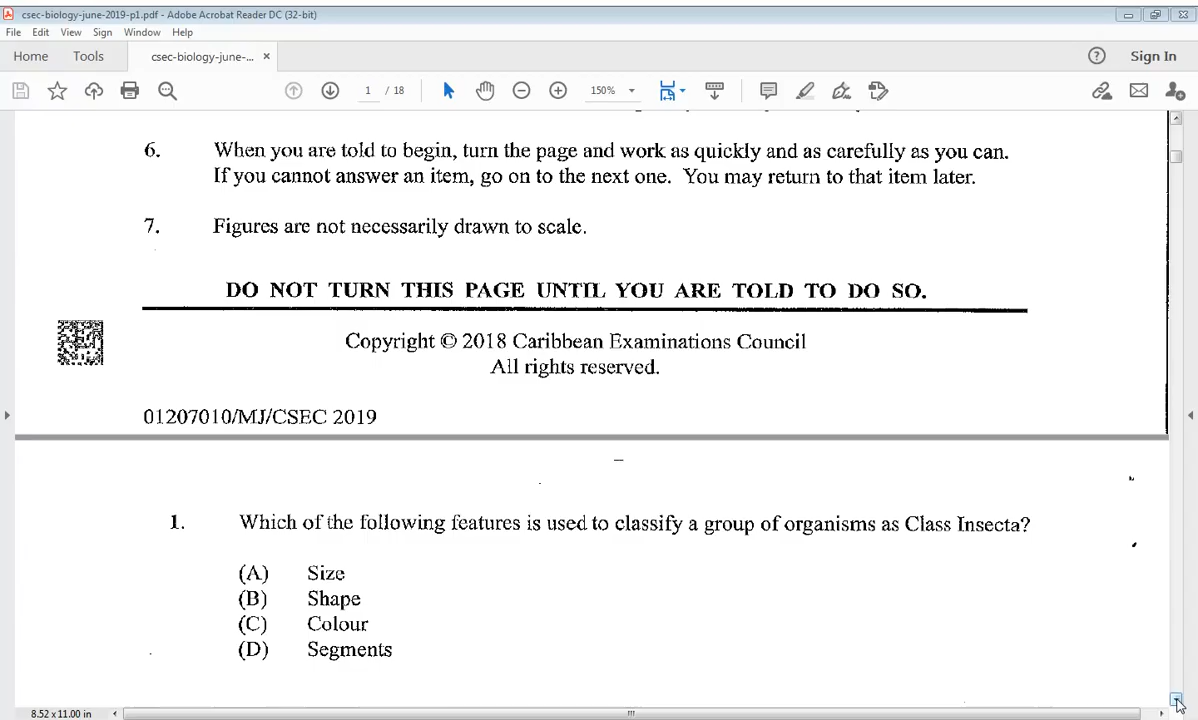 csec-biology-june-2019-p1.pdf - Adobe Acrobat Reader DC (32-bit)
File Edit View Sign Window Help
Home Tools csec-biology-june-... × Sign In
1 / 18 150%
6. When you are told to begin, turn the page and work as quickly and as carefully as you can.
If you cannot answer an item, go on to the next one. You may return to that item later.
7. Figures are not necessarily drawn to scale.
DO NOT TURN THIS PAGE UNTIL YOU ARE TOLD TO DO SO.
Copyright © 2018 Caribbean Examinations Council
All rights reserved.
01207010/MJ/CSEC 2019
1. Which of the following features is used to classify a group of organisms as Class Insecta?
(A) Size
(B) Shape
(C) Colour
(D) Segments
8.52 x 11.00 in